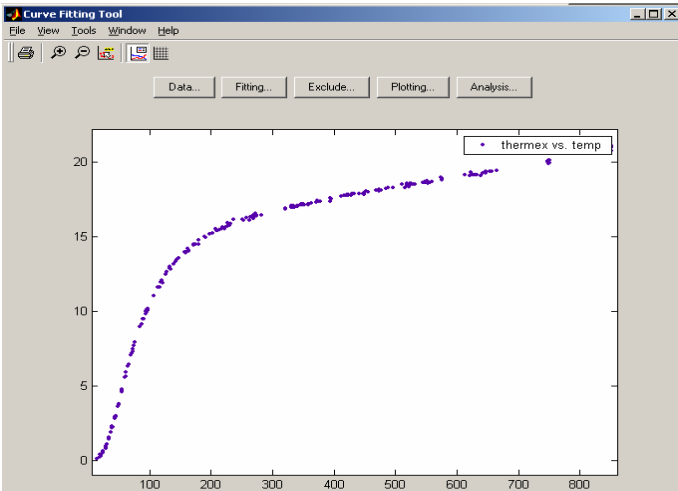 Curve Fitting Tool
File View Tools Window Help
Data... Fitting... Exclude... Plotting... Analysis...
thermex vs. temp
20
15
10
5
0
100 200 300 400 500 600 700 800